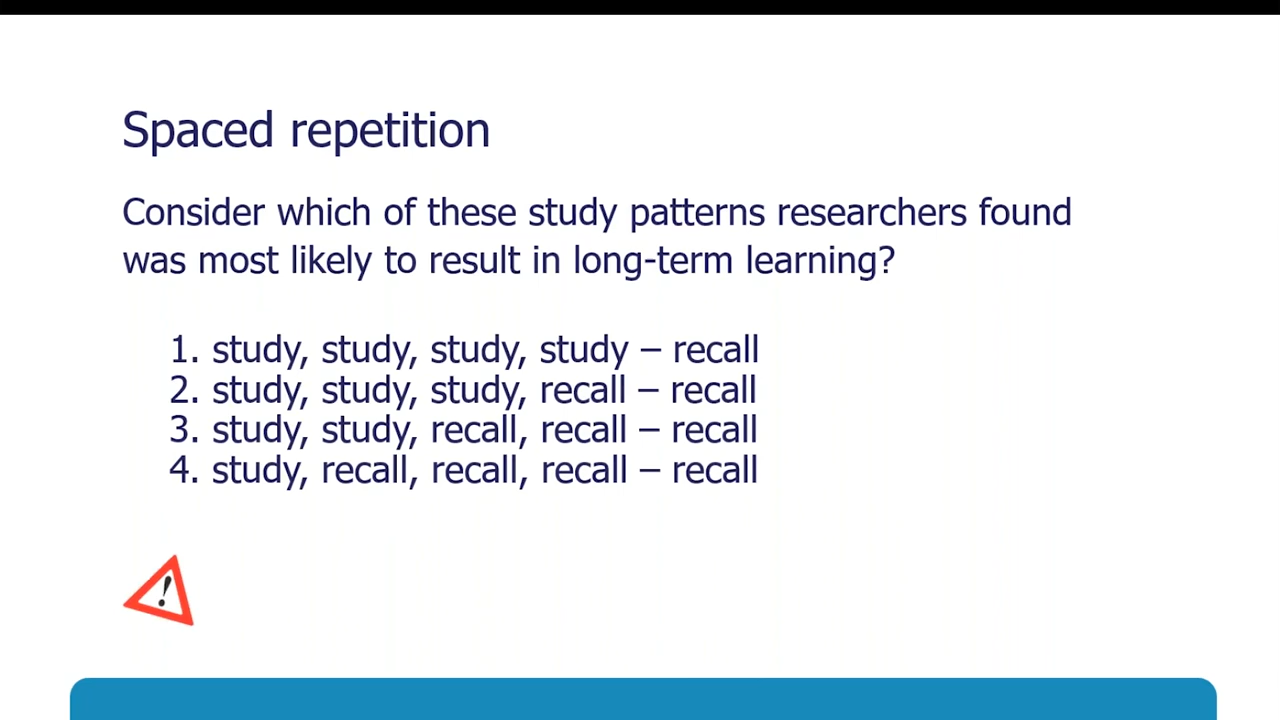 Spaced repetition
Consider which of these study patterns researchers found
was most likely to result in long-term learning?
1. study, study, study, study – recall
2. study, study, study, recall – recall
3. study, study, recall, recall – recall
4. study, recall, recall, recall – recall
!